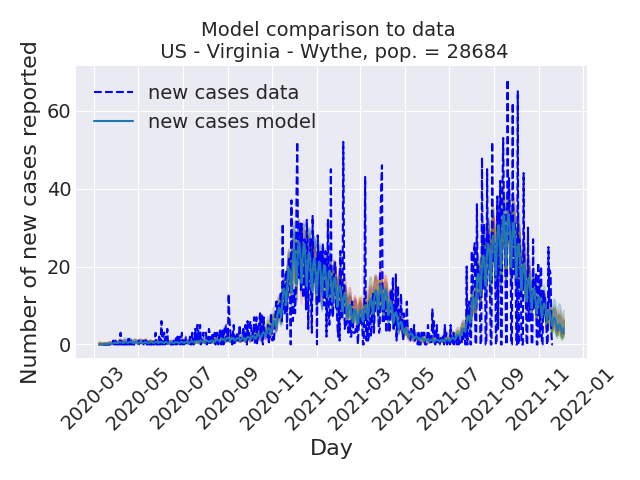 Model comparison to data
US - Virginia - Wythe, pop. = 28684
Number of new cases reported
60
40
20
0
new cases data
new cases model
2020-03
2020-05
2020-07
2020-09
2020-11
2021-01
2021-03
2021-05
2021-07
2021-09
2021-11
2022-01
Day